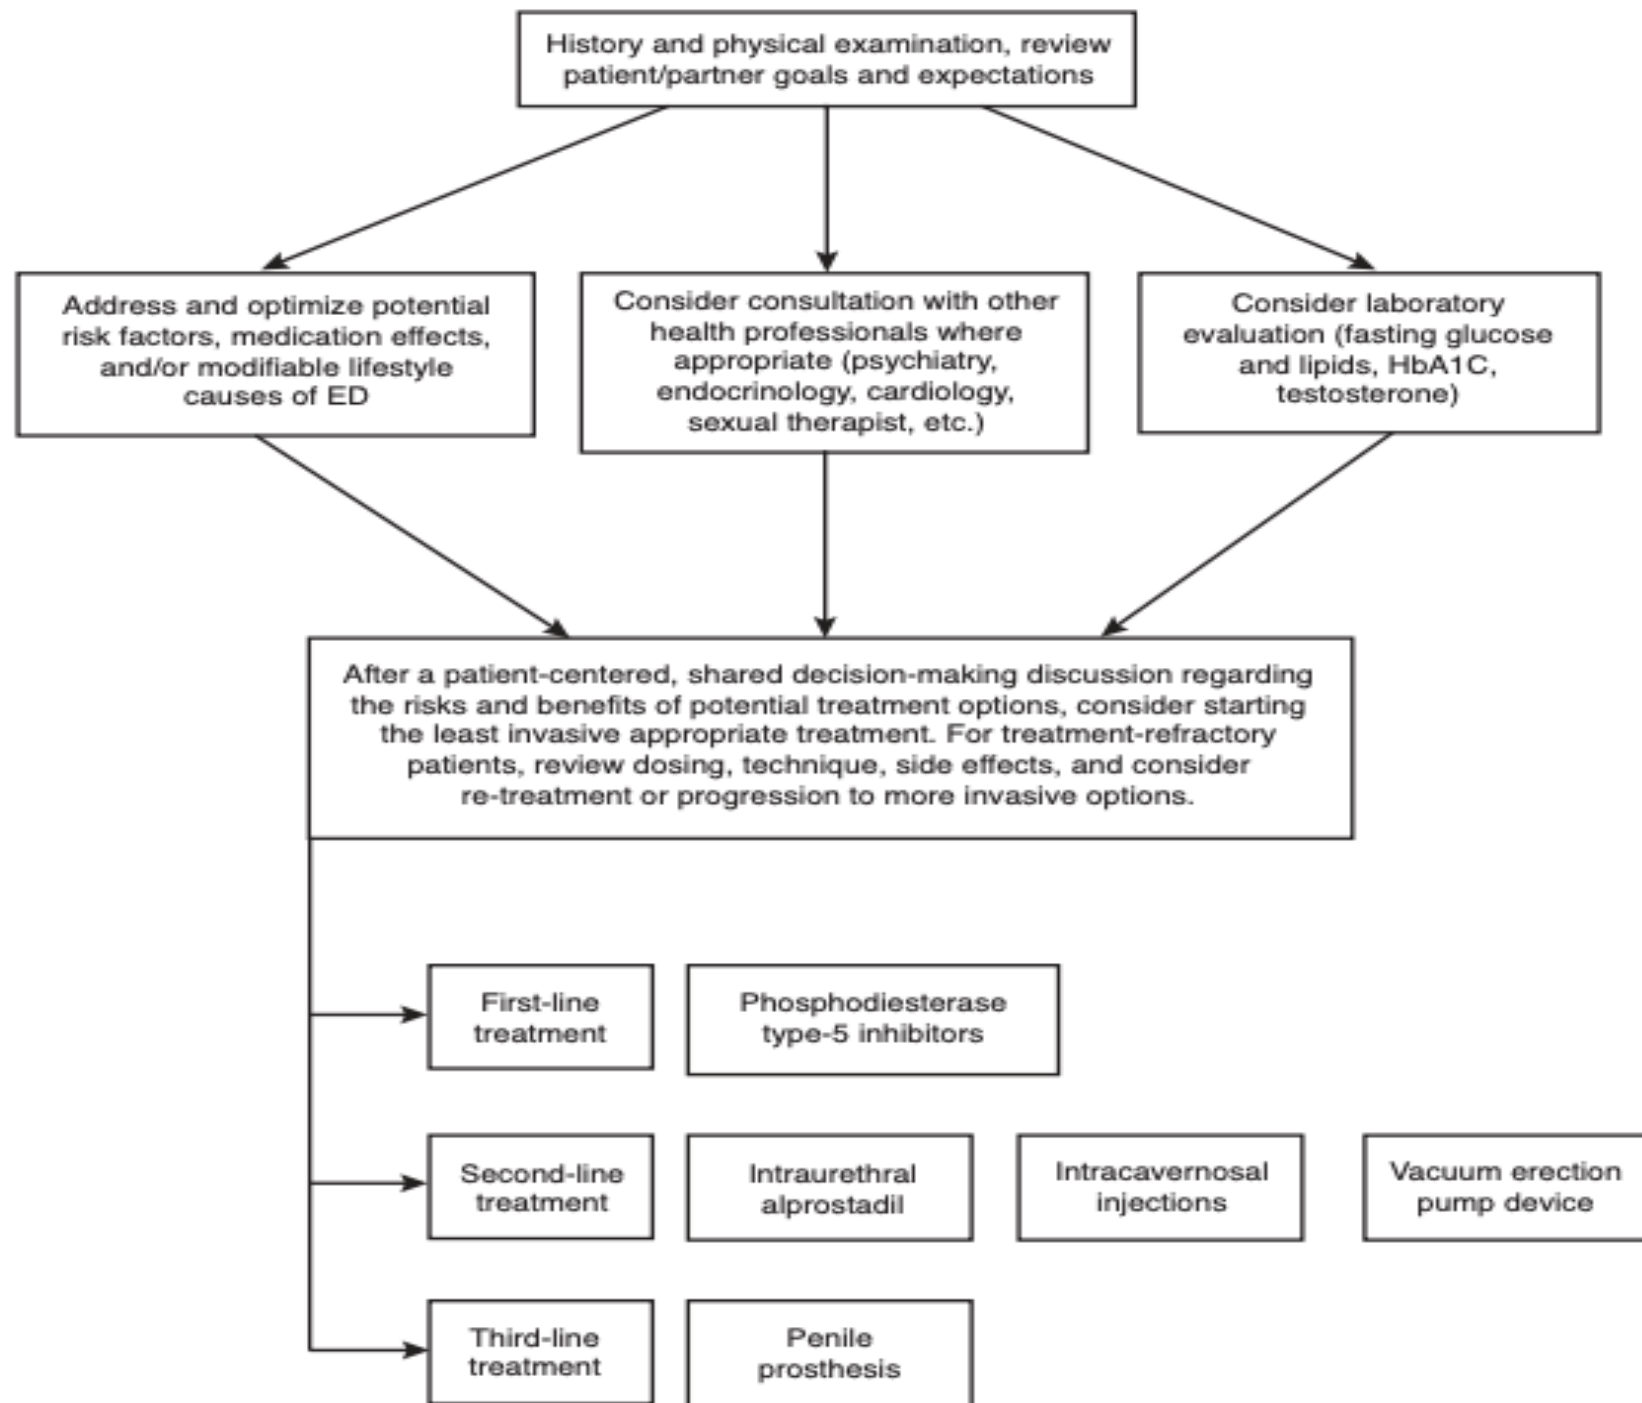 History and physical examination, review
patient/partner goals and expectations
Address and optimize potential
risk factors, medication effects,
and/or modifiable lifestyle
causes of ED
Consider consultation with other
health professionals where
appropriate (psychiatry,
endocrinology, cardiology,
sexual therapist, etc.)
Consider laboratory
evaluation (fasting glucose
and lipids, HbA1C,
testosterone)
After a patient-centered, shared decision-making discussion regarding
the risks and benefits of potential treatment options, consider starting
the least invasive appropriate treatment. For treatment-refractory
patients, review dosing, technique, side effects, and consider
re-treatment or progression to more invasive options.
First-line
treatment
Phosphodiesterase
type-5 inhibitors
Second-line
treatment
Intraurethral
alprostadil
Intracavernosal
injections
Vacuum erection
pump device
Third-line
treatment
Penile
prosthesis